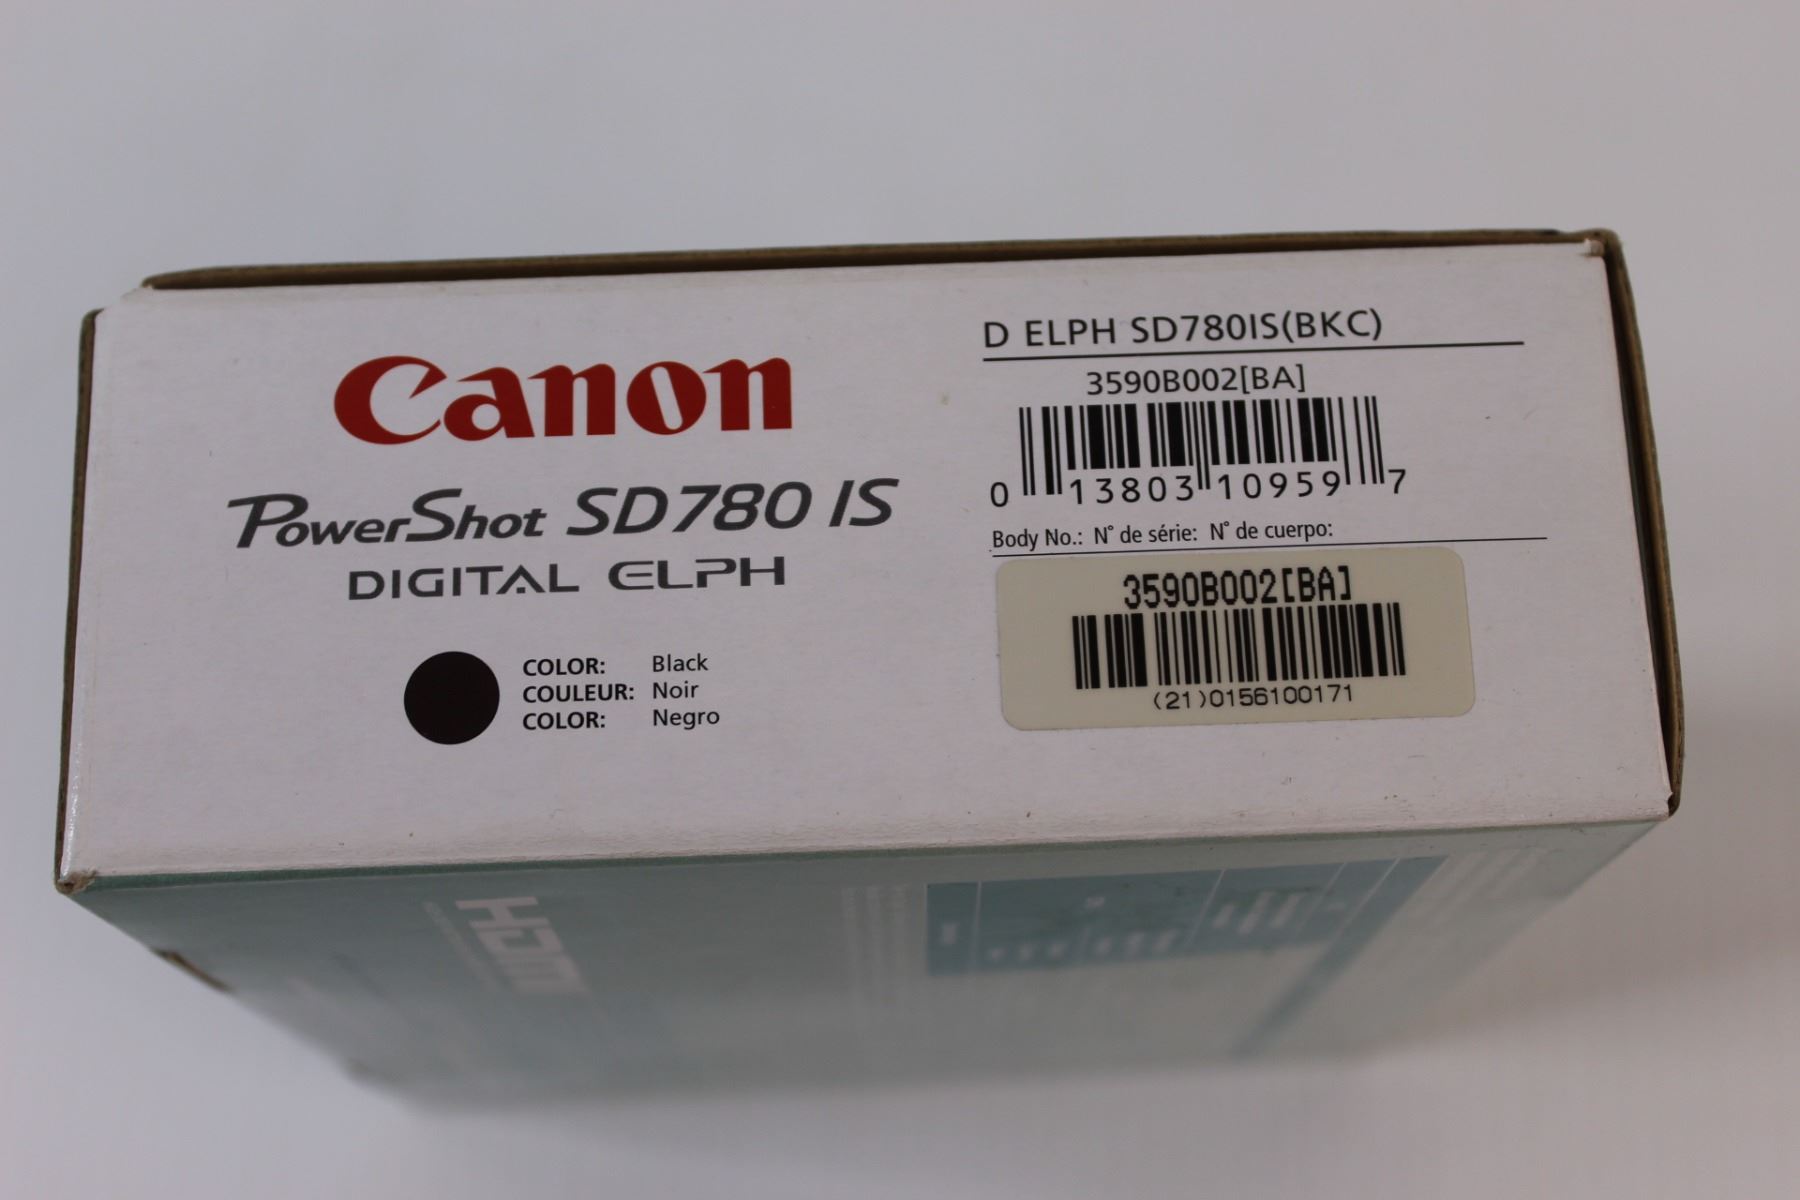 Canon
PowerShot SD780 IS
DIGITAL ELPH
COLOR: Black
COULEUR: Noir
COLOR: Negro
D ELPH SD780IS(BKC)
3590B002[BA]
0 13803 10959 7
Body No.: N° de série: N° de cuerpo:
3590B002[BA]
(21)0156100171
HDMI